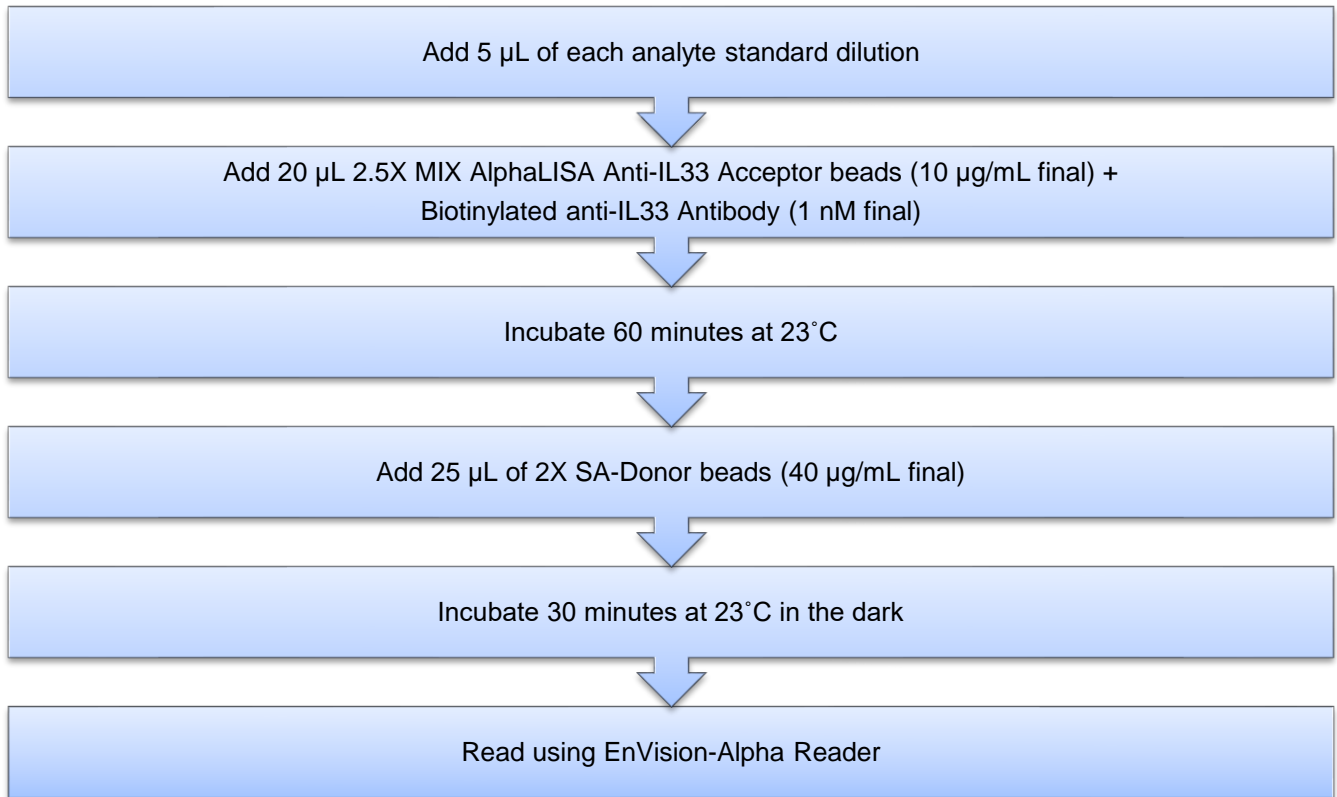 Add 5 µL of each analyte standard dilution
Add 20 µL 2.5X MIX AlphaLISA Anti-IL33 Acceptor beads (10 µg/mL final) +
Biotinylated anti-IL33 Antibody (1 nM final)
Incubate 60 minutes at 23˚C
Add 25 µL of 2X SA-Donor beads (40 µg/mL final)
Incubate 30 minutes at 23˚C in the dark
Read using EnVision-Alpha Reader